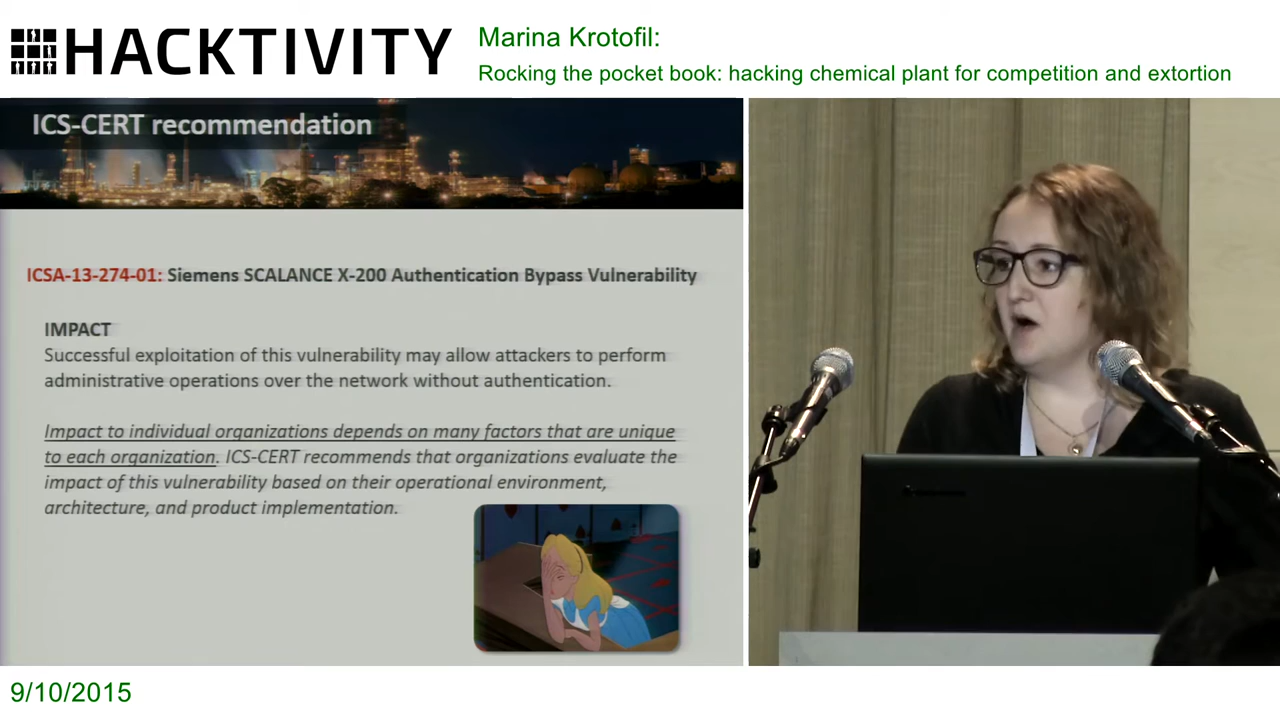 HACKTIVITY
Marina Krotofil:
Rocking the pocket book: hacking chemical plant for competition and extortion
ICS-CERT recommendation
ICSA-13-274-01: Siemens SCALANCE X-200 Authentication Bypass Vulnerability
IMPACT
Successful exploitation of this vulnerability may allow attackers to perform
administrative operations over the network without authentication.
Impact to individual organizations depends on many factors that are unique
to each organization. ICS-CERT recommends that organizations evaluate the
impact of this vulnerability based on their operational environment,
architecture, and product implementation.
9/10/2015